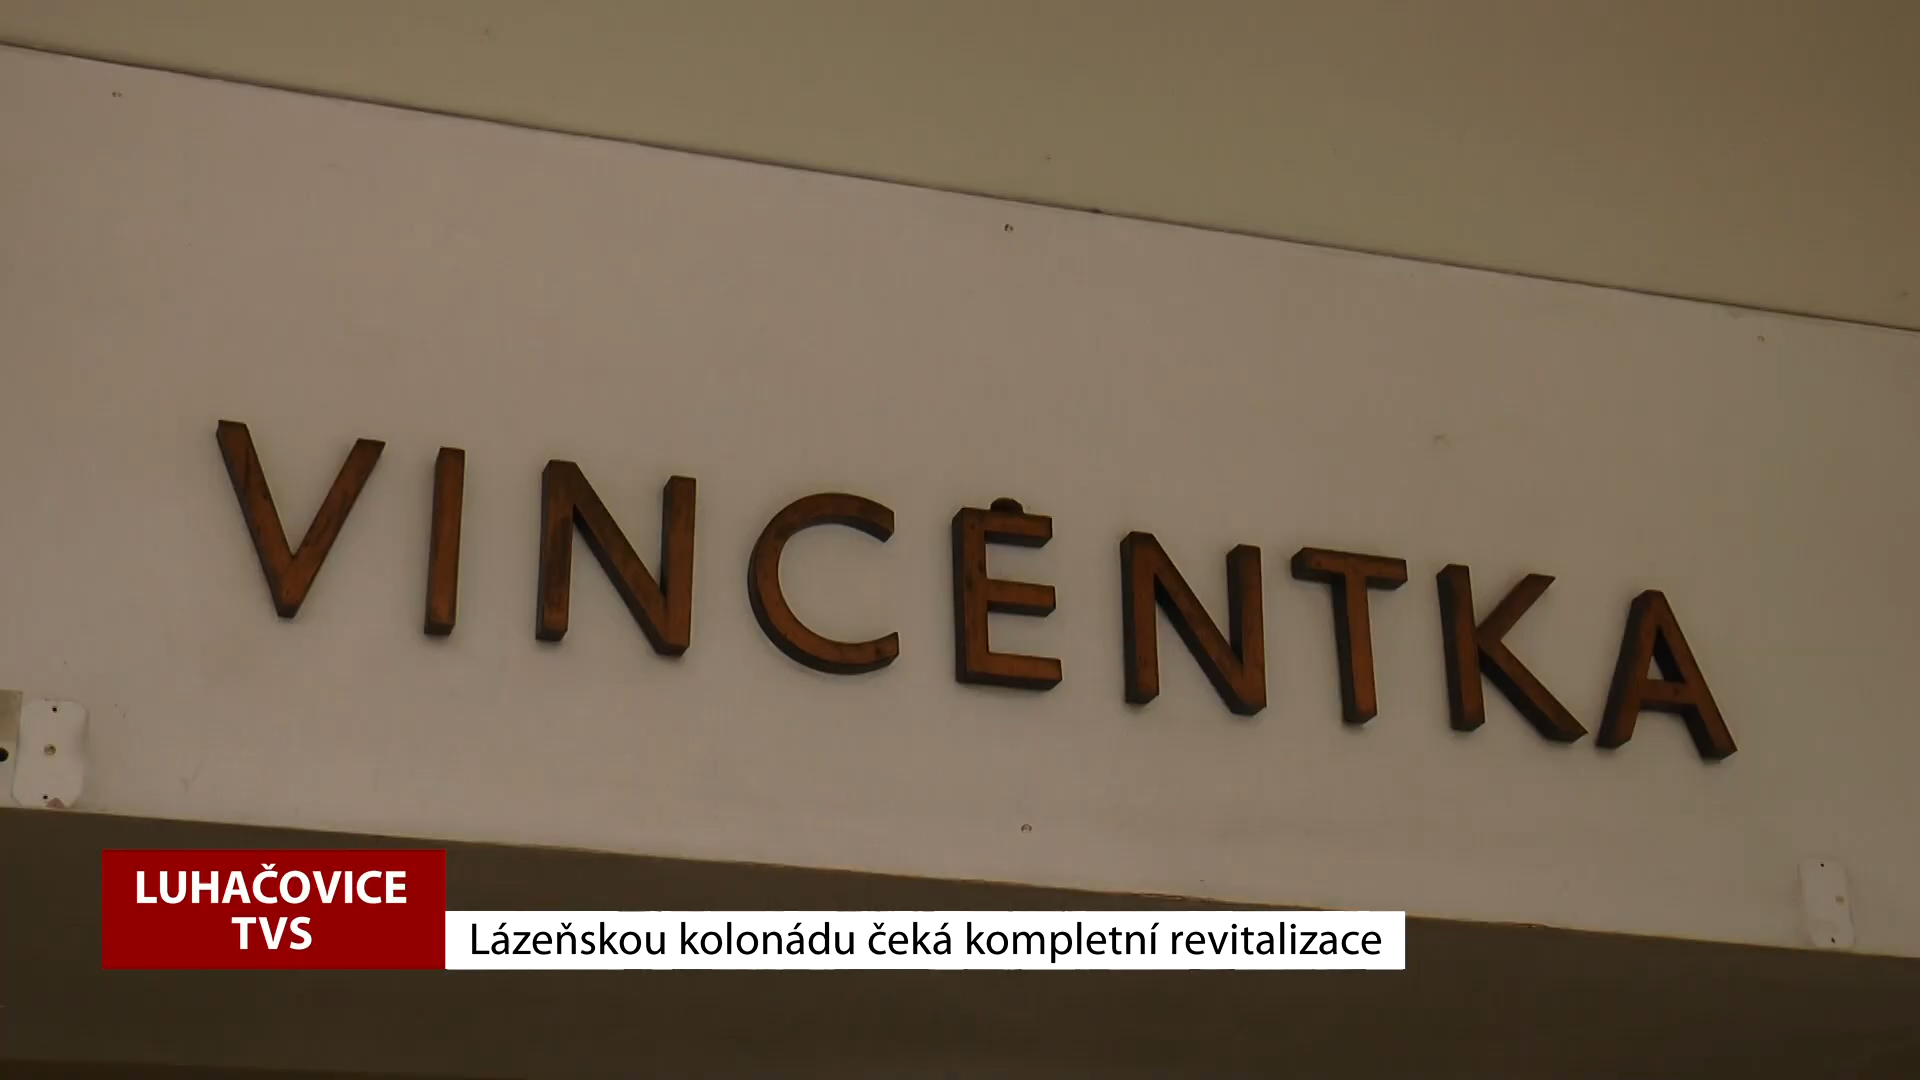 VINCENTKA
LUHAČOVICE
TVS
Lázeňskou kolonádu čeká kompletní revitalizace